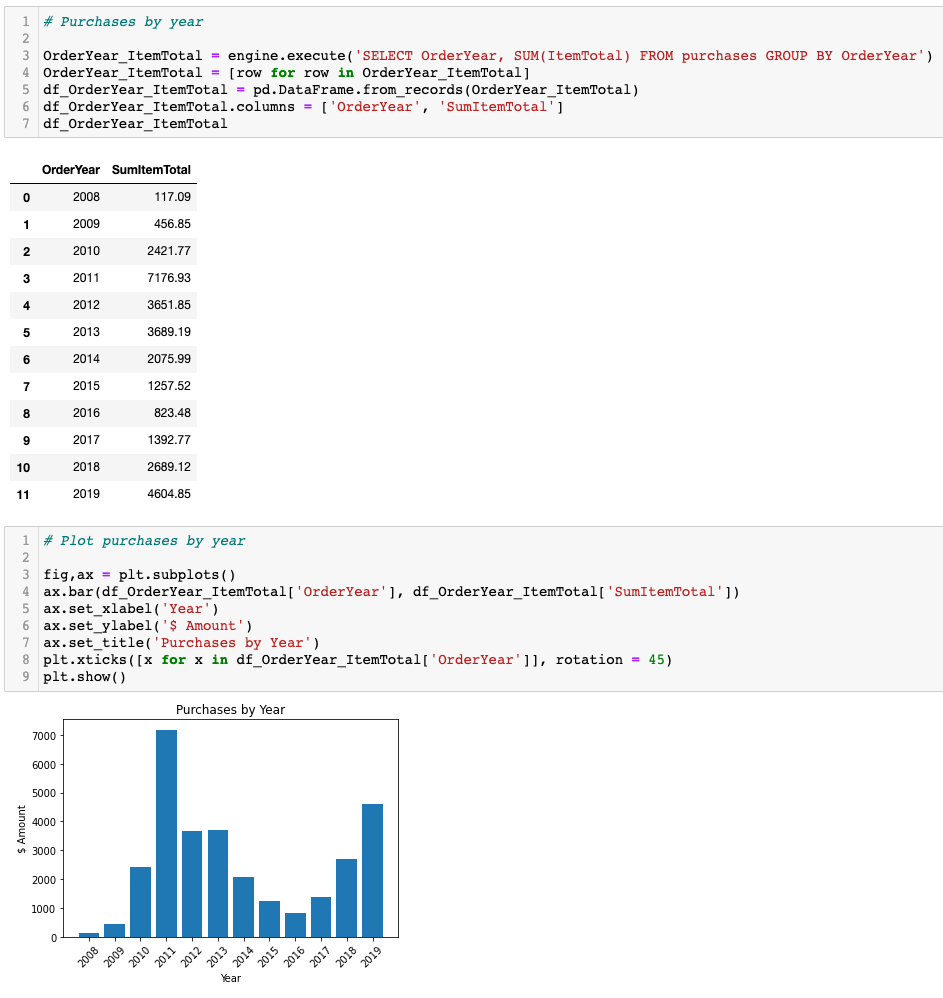 1 # Purchases by year
2
3 OrderYear_ItemTotal = engine.execute('SELECT OrderYear, SUM(ItemTotal) FROM purchases GROUP BY OrderYear')
4 OrderYear_ItemTotal = [row for row in OrderYear_ItemTotal]
5 df_OrderYear_ItemTotal = pd.DataFrame.from_records(OrderYear_ItemTotal)
6 df_OrderYear_ItemTotal.columns = ['OrderYear', 'SumItemTotal']
7 df_OrderYear_ItemTotal
OrderYear SumItemTotal
0 2008 117.09
1 2009 456.85
2 2010 2421.77
3 2011 7176.93
4 2012 3651.85
5 2013 3689.19
6 2014 2075.99
7 2015 1257.52
8 2016 823.48
9 2017 1392.77
10 2018 2689.12
11 2019 4604.85
1 # Plot purchases by year
2
3 fig,ax = plt.subplots()
4 ax.bar(df_OrderYear_ItemTotal['OrderYear'], df_OrderYear_ItemTotal['SumItemTotal'])
5 ax.set_xlabel('Year')
6 ax.set_ylabel('$ Amount')
7 ax.set_title('Purchases by Year')
8 plt.xticks([x for x in df_OrderYear_ItemTotal['OrderYear']], rotation = 45)
9 plt.show()
Purchases by Year
7000
6000
5000
4000
3000
2000
1000
0
$ Amount
2008 2009 2010 2011 2012 2013 2014 2015 2016 2017 2018 2019
Year